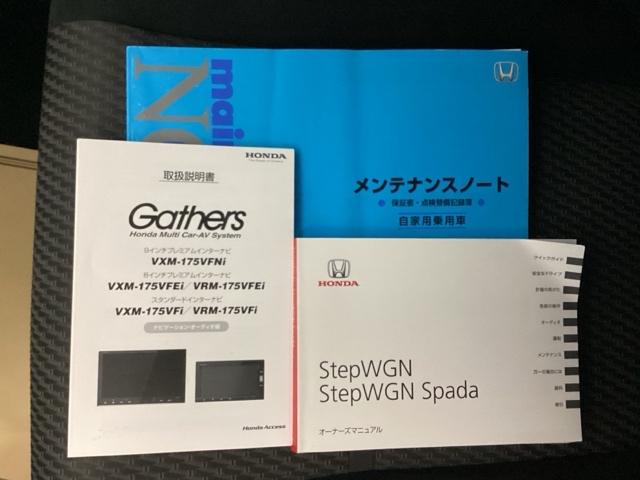 main
NO
メンテナンスノート
保証書・点検整備記録簿
自家用乗用車
HONDA
The Power of Dreams
取扱説明書
Gathers
Honda Multi Car-AV System
9インチプレミアムインターナビ
VXM-175VFNi
8インチプレミアムインターナビ
VXM-175VFEi／VRM-175VFEi
スタンダードインターナビ
VXM-175VFi／VRM-175VFi
ナビゲーション・オーディオ編
Honda Access
HONDA
StepWGN
StepWGN Spada
オーナーズマニュアル
クイックガイド
安全なドライブ
計器の見かた
各部の操作
オーディオ
運転
メンテナンス
万一の場合には
資料
索引